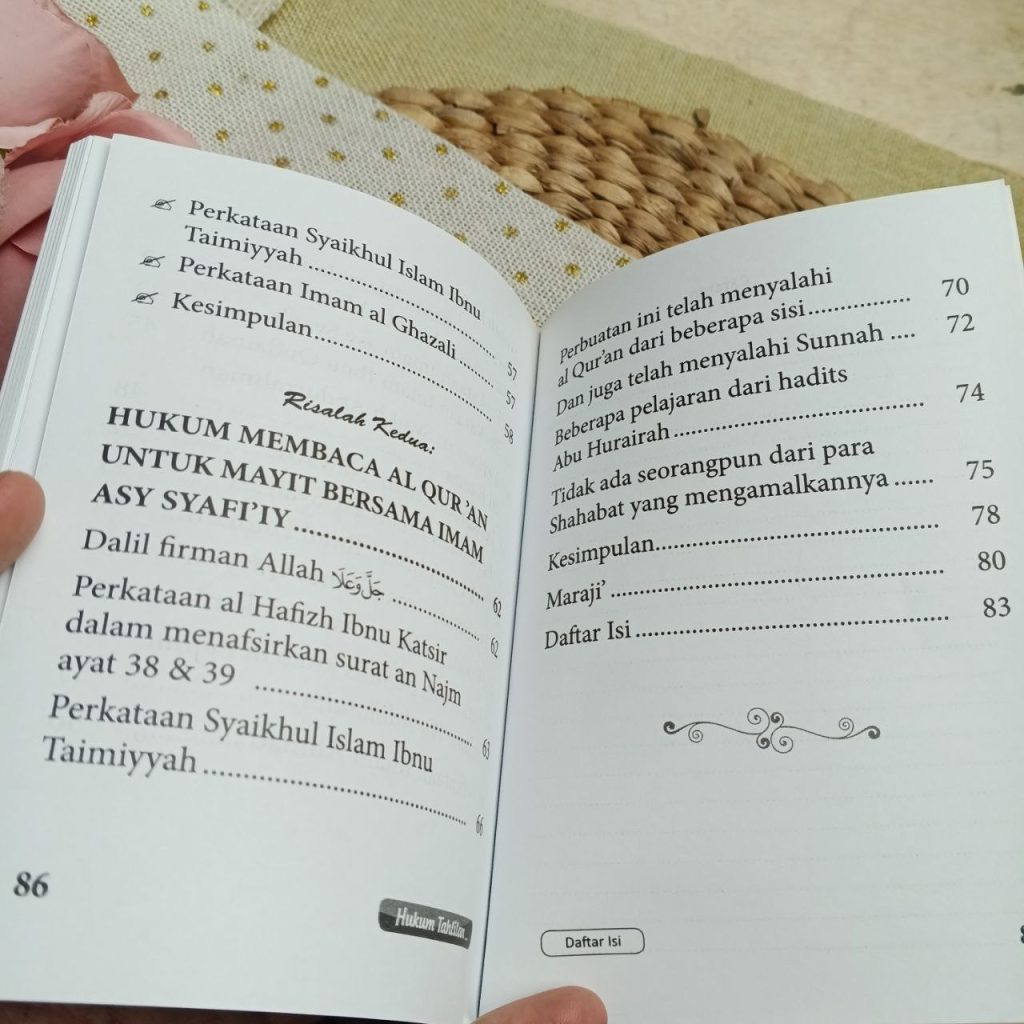 Perkataan Syaikhul Islam Ibnu
Taimiyyah ............................ 57
Perkataan Imam al Ghazali ............ 57
Kesimpulan ............................ 58
Risalah Kedua:
HUKUM MEMBACA AL QUR'AN
UNTUK MAYIT BERSAMA IMAM
ASY SYAFI'IY ............................ 62
Dalil firman Allah جَلَّ وَعَلَا ............ 62
Perkataan al Hafizh Ibnu Katsir
dalam menafsirkan surat an Najm
ayat 38 & 39 ............................ 63
Perkataan Syaikhul Islam Ibnu
Taimiyyah ............................ 66
86
Hukum Tahlilan
Perbuatan ini telah menyalahi
al Qur'an dari beberapa sisi ............ 70
Dan juga telah menyalahi Sunnah .... 72
Beberapa pelajaran dari hadits
Abu Hurairah ............................ 74
Tidak ada seorangpun dari para
Shahabat yang mengamalkannya ...... 75
Kesimpulan ............................ 78
Maraji' ............................ 80
Daftar Isi ............................ 83
Daftar Isi